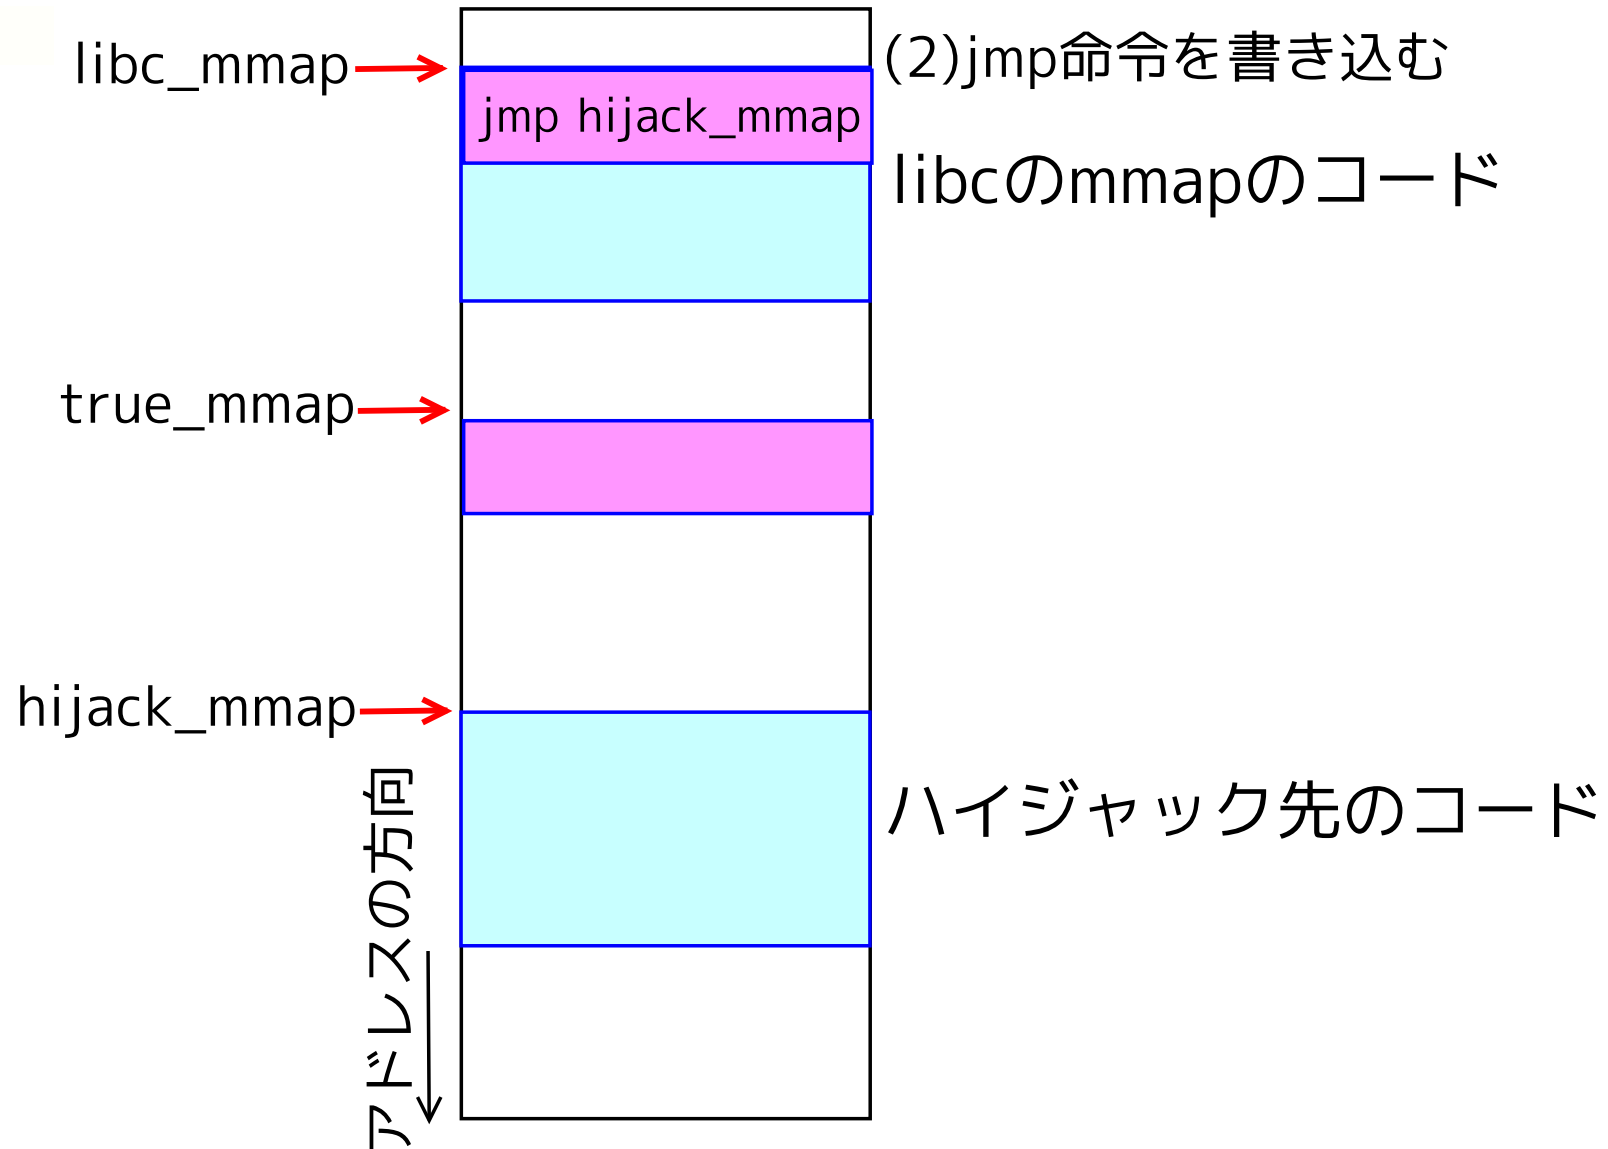 libc_mmap
(2)jmp命令を書き込む
jmp hijack_mmap
libcのmmapのコード
true_mmap
hijack_mmap
ハイジャック先のコード
アドレスの方向